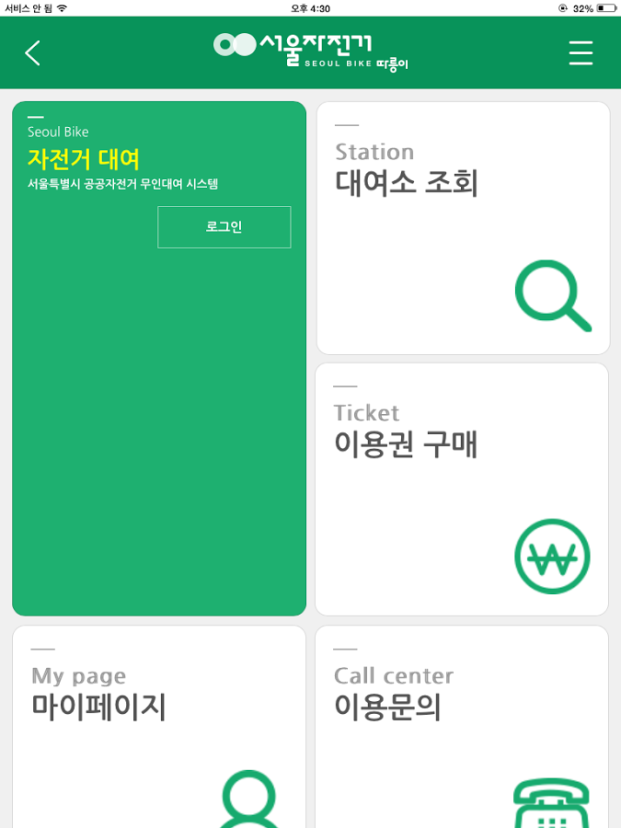 서비스 안 됨
오후 4:30
32%
서울자전기
SEOUL BIKE 따릉이
Seoul Bike
자전거 대여
서울특별시 공공자전거 무인대여 시스템
로그인
Station
대여소 조회
Ticket
이용권 구매
My page
마이페이지
Call center
이용문의